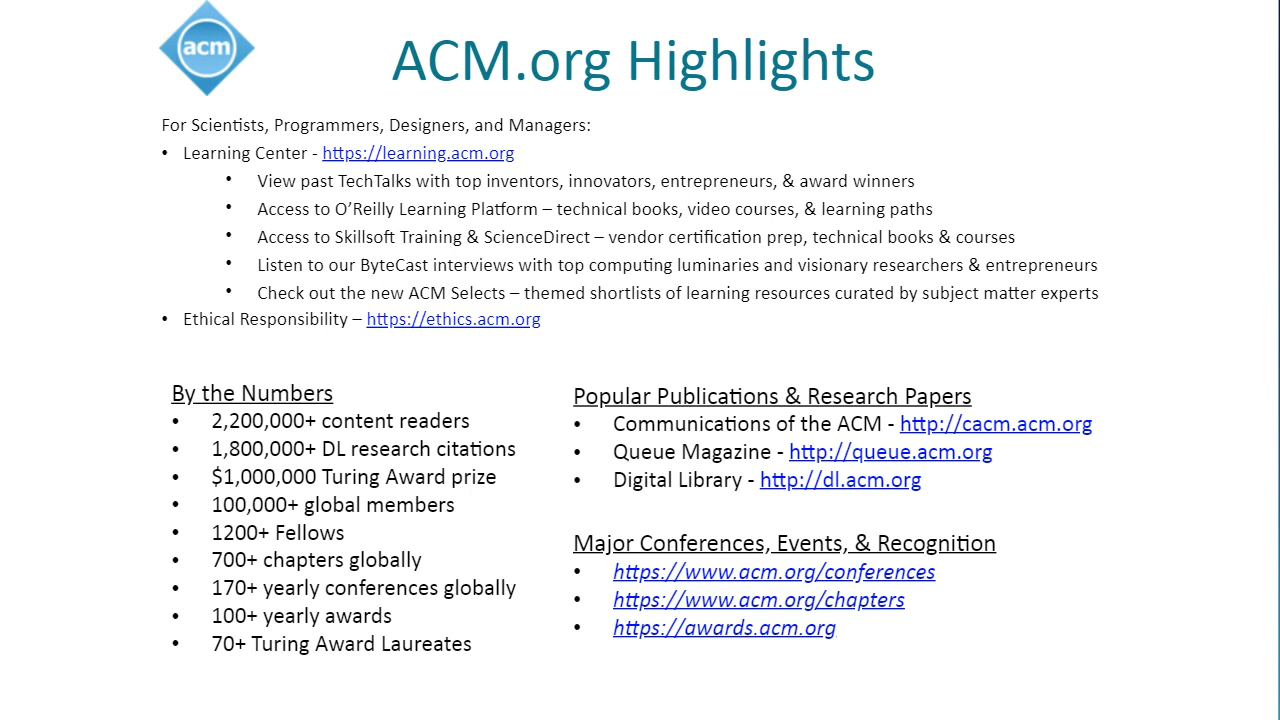 acm
ACM.org Highlights
For Scientists, Programmers, Designers, and Managers:
• Learning Center - https://learning.acm.org
• View past TechTalks with top inventors, innovators, entrepreneurs, & award winners
• Access to O’Reilly Learning Platform – technical books, video courses, & learning paths
• Access to Skillsoft Training & ScienceDirect – vendor certification prep, technical books & courses
• Listen to our ByteCast interviews with top computing luminaries and visionary researchers & entrepreneurs
• Check out the new ACM Selects – themed shortlists of learning resources curated by subject matter experts
• Ethical Responsibility – https://ethics.acm.org
By the Numbers
• 2,200,000+ content readers
• 1,800,000+ DL research citations
• $1,000,000 Turing Award prize
• 100,000+ global members
• 1200+ Fellows
• 700+ chapters globally
• 170+ yearly conferences globally
• 100+ yearly awards
• 70+ Turing Award Laureates
Popular Publications & Research Papers
• Communications of the ACM - http://cacm.acm.org
• Queue Magazine - http://queue.acm.org
• Digital Library - http://dl.acm.org
Major Conferences, Events, & Recognition
• https://www.acm.org/conferences
• https://www.acm.org/chapters
• https://awards.acm.org